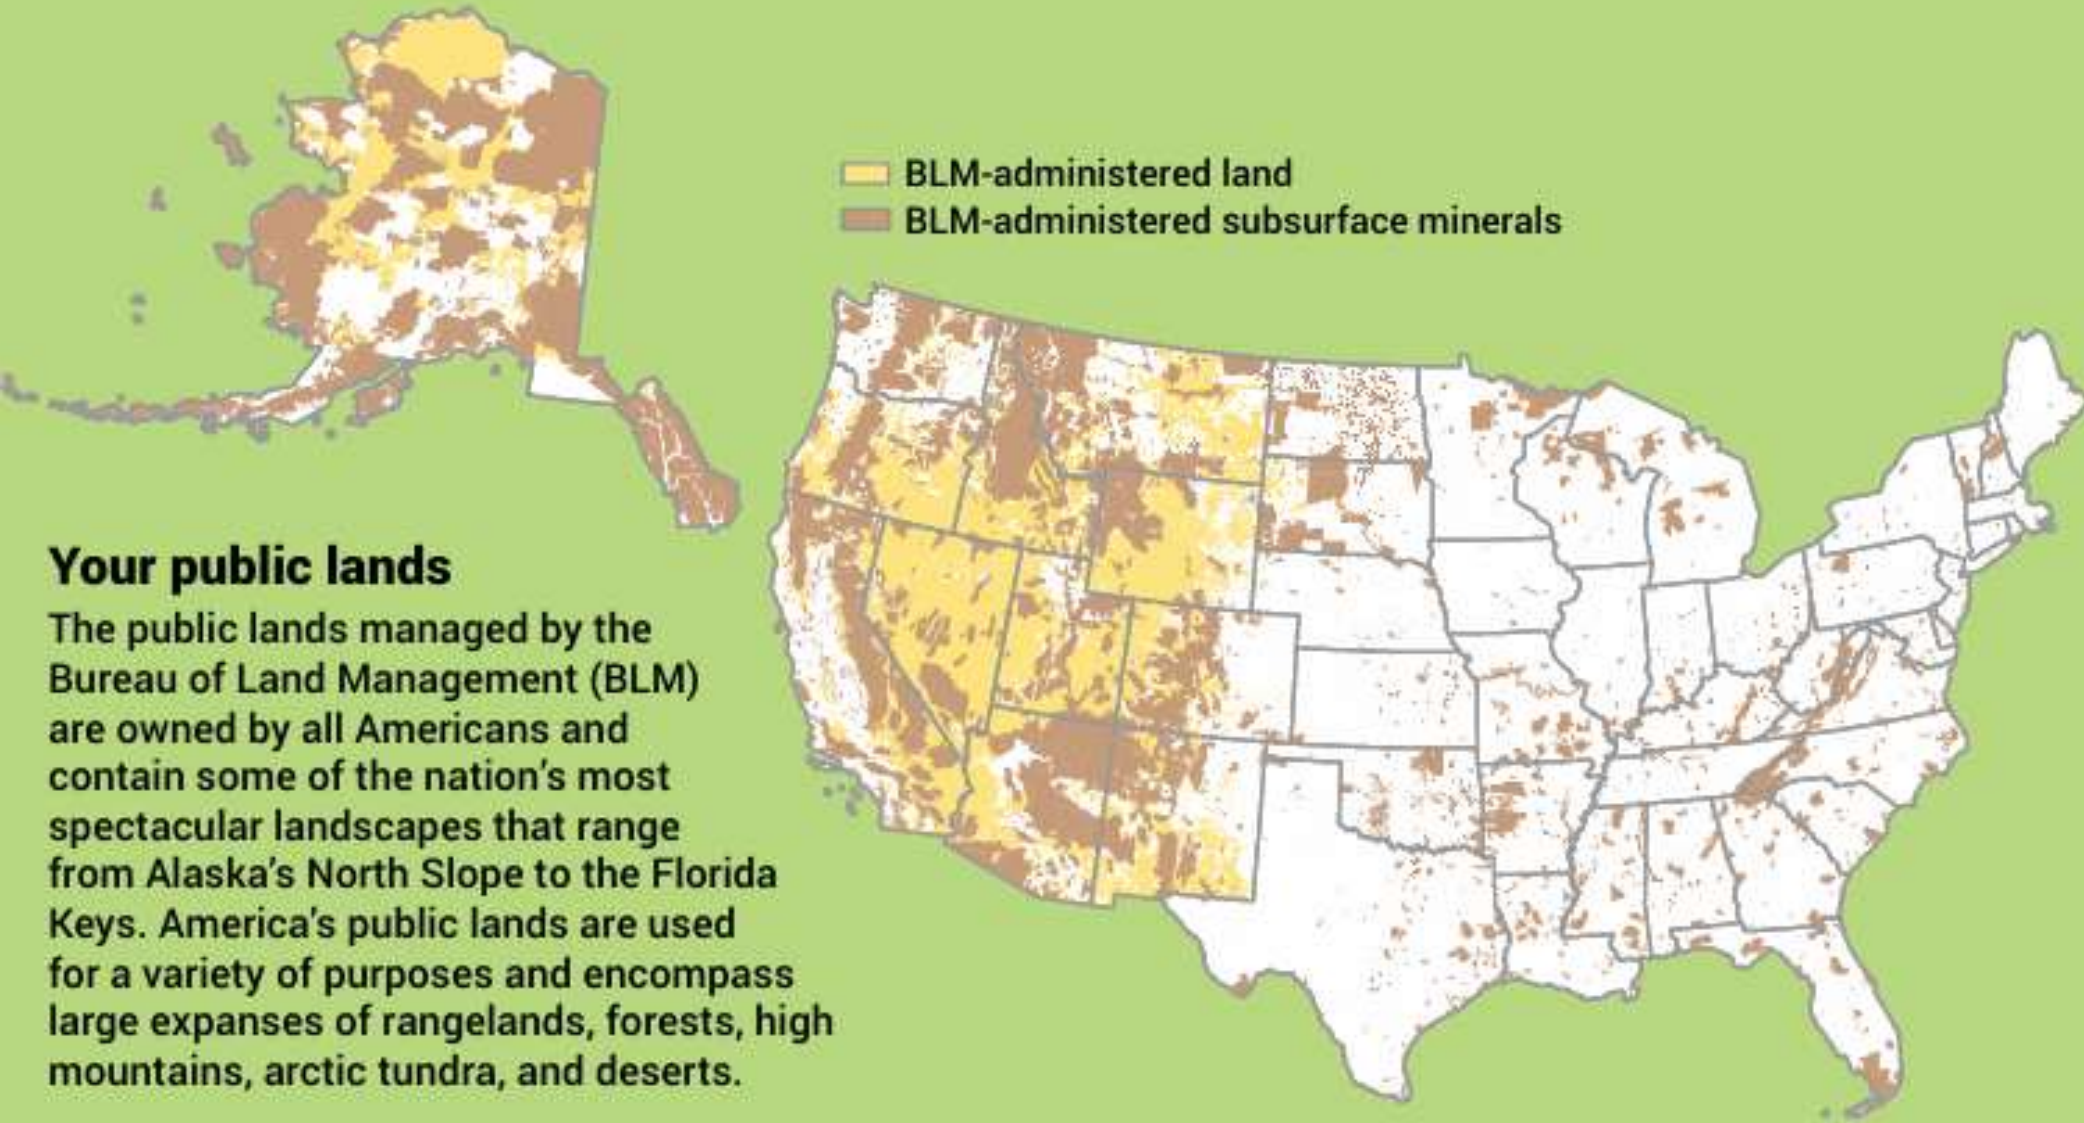 BLM-administered land
BLM-administered subsurface minerals
Your public lands
The public lands managed by the
Bureau of Land Management (BLM)
are owned by all Americans and
contain some of the nation's most
spectacular landscapes that range
from Alaska's North Slope to the Florida
Keys. America's public lands are used
for a variety of purposes and encompass
large expanses of rangelands, forests, high
mountains, arctic tundra, and deserts.